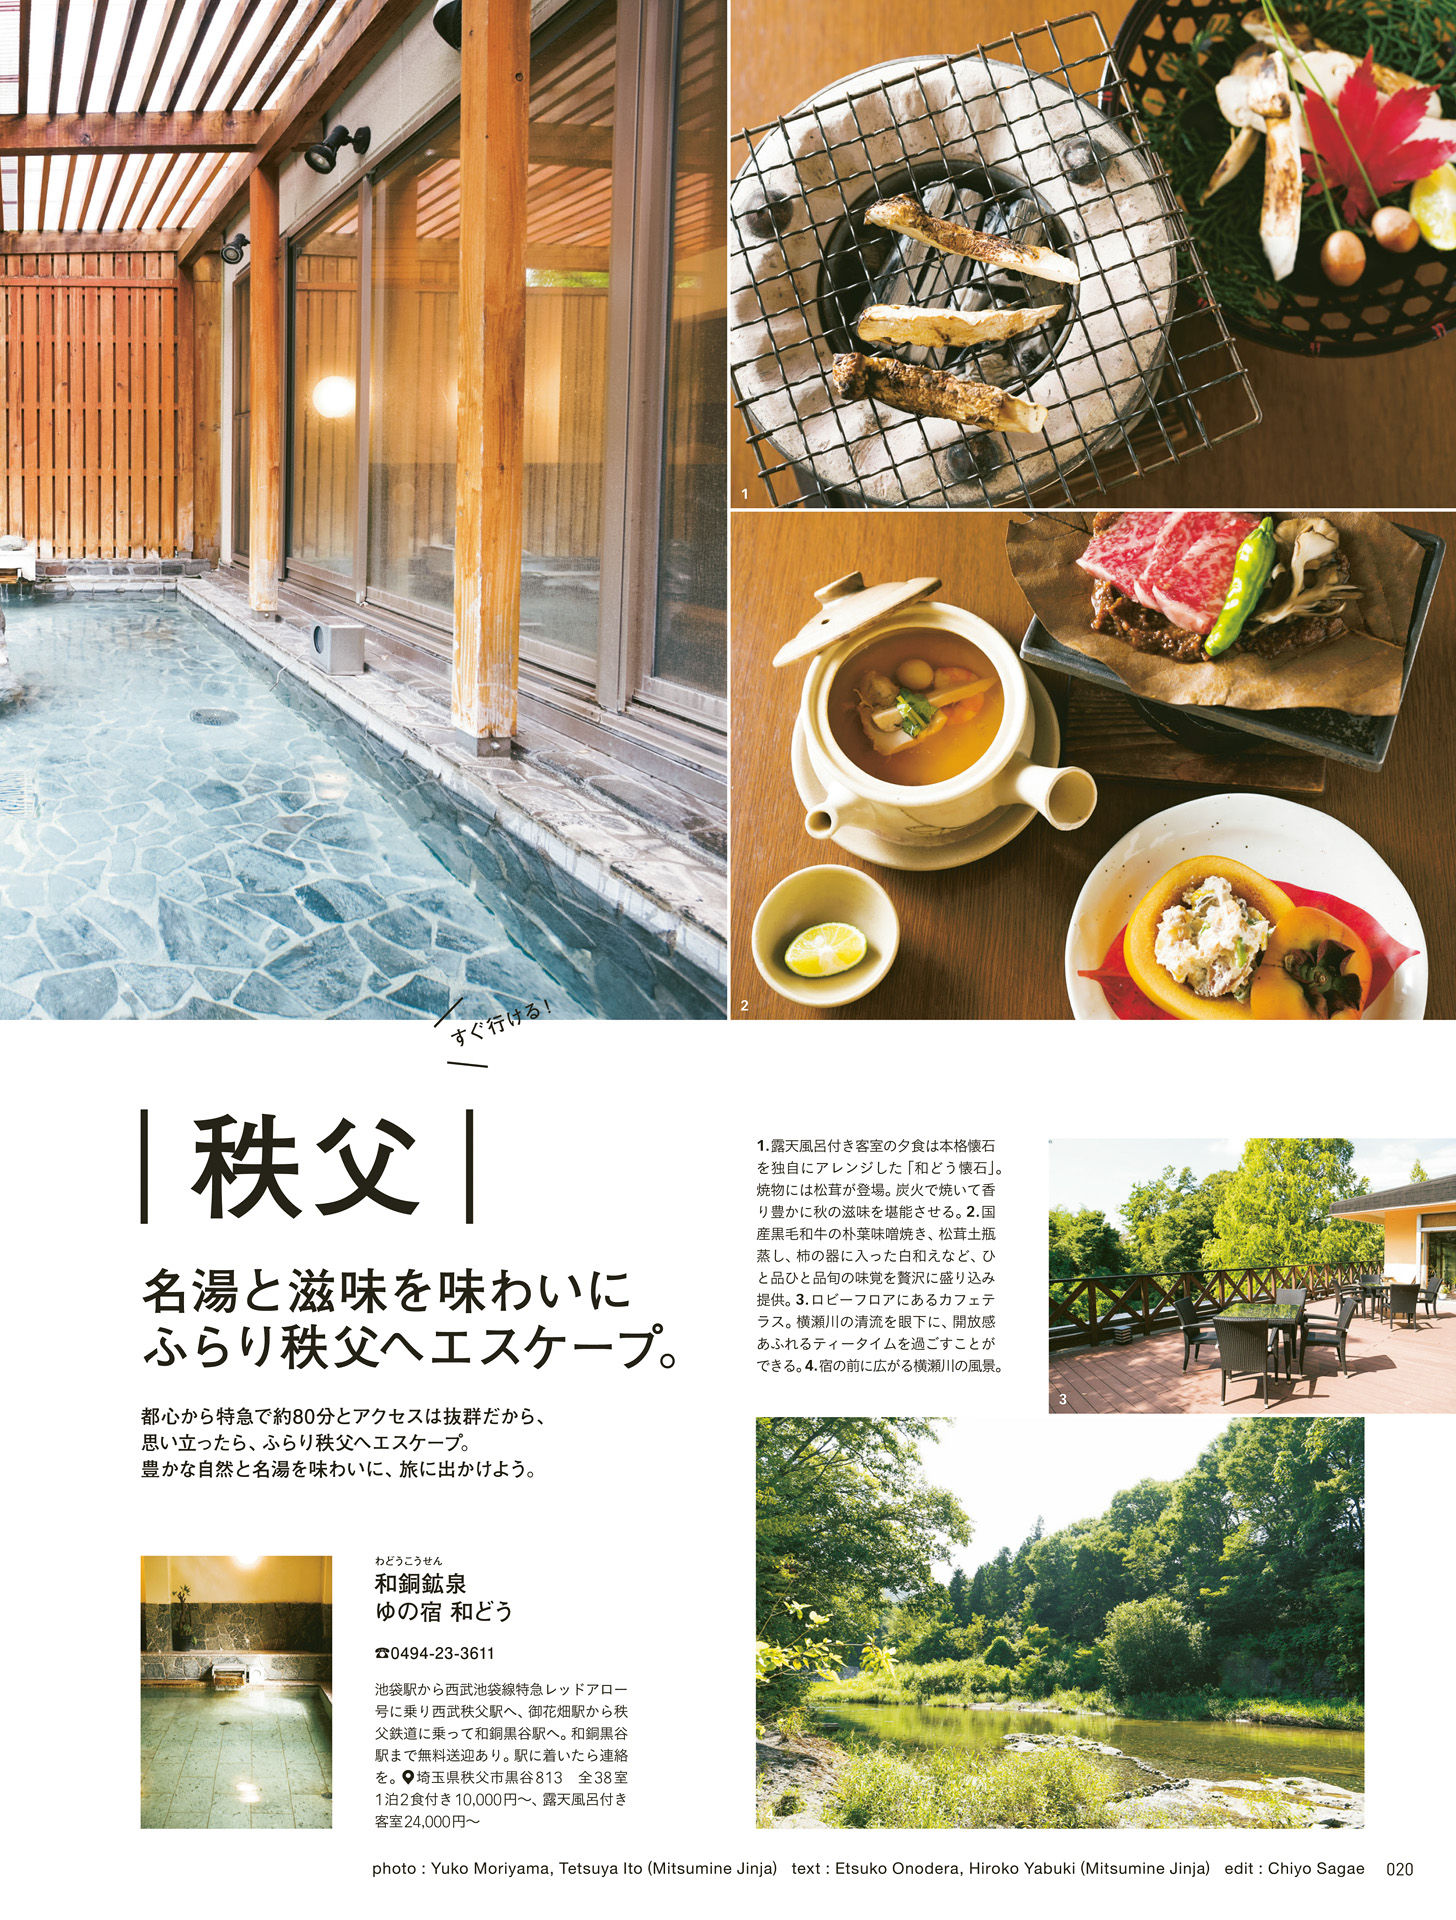 1
2
すぐ行ける!
秩父
名湯と滋味を味わいに
ふらり秩父へエスケープ。
都心から特急で約80分とアクセスは抜群だから、
思い立ったら、ふらり秩父へエスケープ。
豊かな自然と名湯を味わいに、旅に出かけよう。
わどうこうせん
和銅鉱泉
ゆの宿 和どう
☎0494-23-3611
池袋駅から西武池袋線特急レッドアロー
号に乗り西武秩父駅へ、御花畑駅から秩
父鉄道に乗って和銅黒谷駅へ。和銅黒谷
駅まで無料送迎あり。駅に着いたら連絡
を。埼玉県秩父市黒谷813 全38室
1泊2食付き10,000円〜、露天風呂付き
客室24,000円〜
1.露天風呂付き客室の夕食は本格懐石
を独自にアレンジした「和どう懐石」。
焼物には松茸が登場。炭火で焼いて香
り豊かに秋の滋味を堪能させる。2.国
産黒毛和牛の朴葉味噌焼き、松茸土瓶
蒸し、柿の器に入った白和えなど、ひ
と品ひと品旬の味覚を贅沢に盛り込み
提供。3.ロビーフロアにあるカフェテ
ラス。横瀬川の清流を眼下に、開放感
あふれるティータイムを過ごすことが
できる。4.宿の前に広がる横瀬川の風景。
3
photo : Yuko Moriyama, Tetsuya Ito (Mitsumine Jinja) text : Etsuko Onodera, Hiroko Yabuki (Mitsumine Jinja) edit : Chiyo Sagae 020